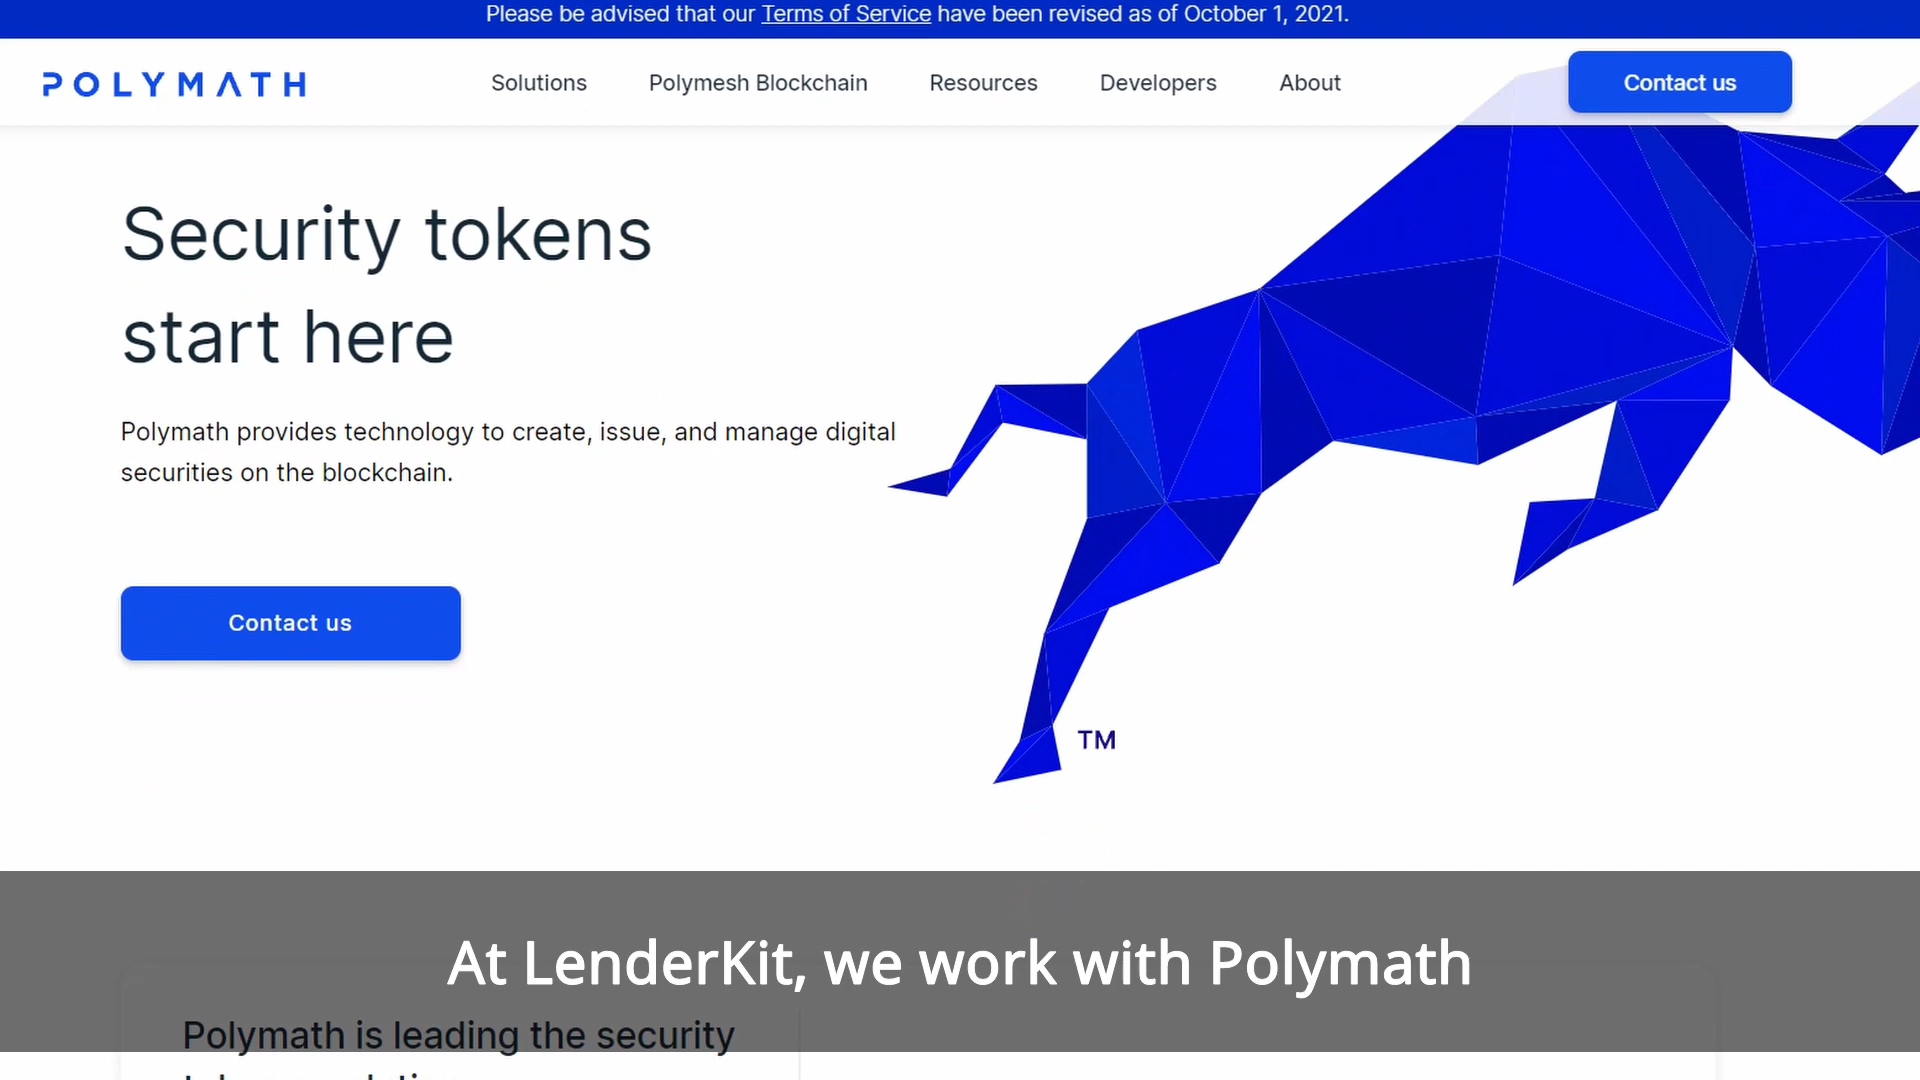 Please be advised that our Terms of Service have been revised as of October 1, 2021.
POLYMATH
Solutions
Polymesh Blockchain
Resources
Developers
About
Contact us
Security tokens
start here
Polymath provides technology to create, issue, and manage digital
securities on the blockchain.
Contact us
TM
At LenderKit, we work with Polymath
Polymath is leading the security